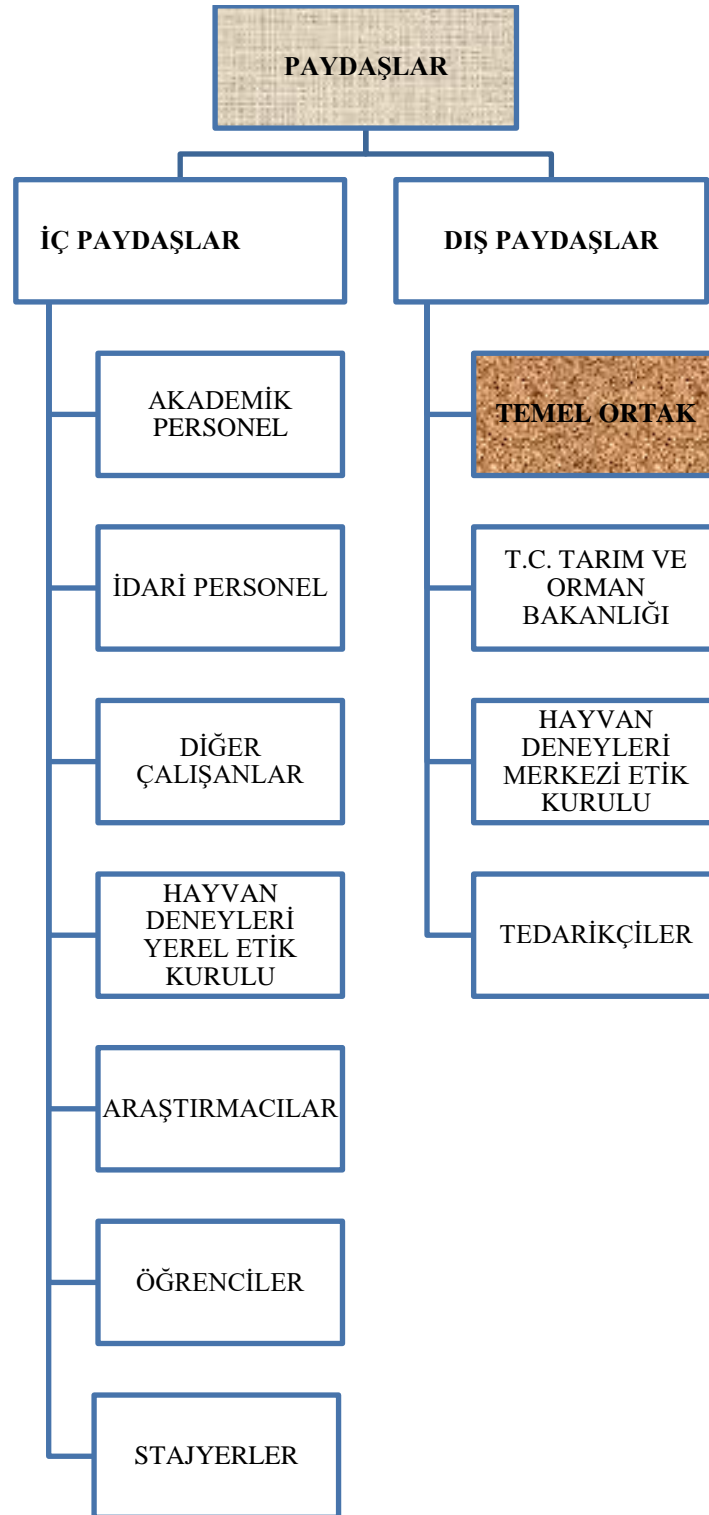 PAYDAŞLAR
İÇ PAYDAŞLAR
AKADEMİK
PERSONEL
İDARİ PERSONEL
DİĞER
ÇALIŞANLAR
HAYVAN
DENEYLERİ
YEREL ETİK
KURULU
ARAŞTIRMACILAR
ÖĞRENCİLER
STAJYERLER
DIŞ PAYDAŞLAR
TEMEL ORTAK
T.C. TARIM VE
ORMAN
BAKANLIĞI
HAYVAN
DENEYLERİ
MERKEZİ ETİK
KURULU
TEDARİKÇİLER